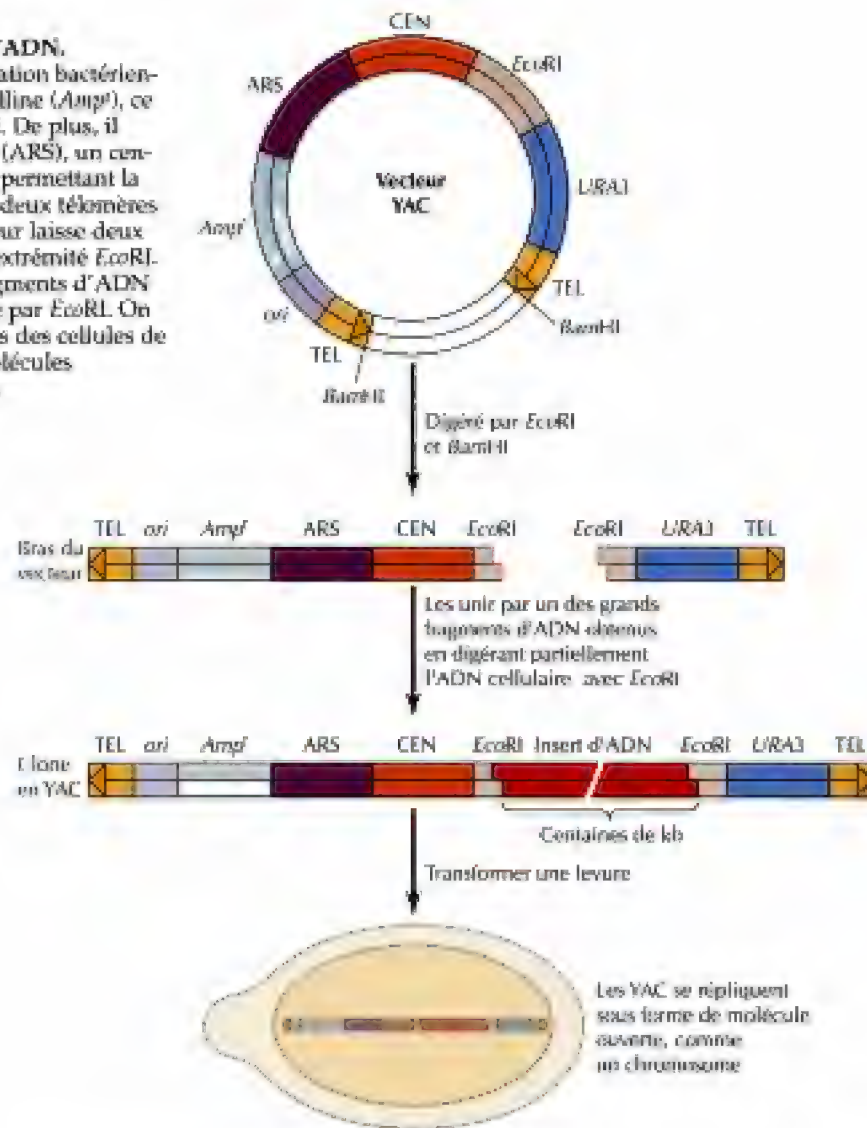 'ADN.
ation bactérien-
lline (Ampʳ), ce
. De plus, il
(ARS), un cen-
permettant la
deux télomères
ur laisse deux
extrémité EcoRI.
gments d'ADN
e par EcoRI. On
s des cellules de
lécules
CEN
EcoRI
ARS
URA3
Vecteur
YAC
Ampʳ
TEL
ori
BamHI
TEL
BamHI
Digéré par EcoRI
et BamHI
TEL ori Ampʳ ARS CEN EcoRI EcoRI URA3 TEL
Bras du
vecteur
Les unir par un des grands
fragments d'ADN obtenus
en digérant partiellement
l'ADN cellulaire avec EcoRI
TEL ori Ampʳ ARS CEN EcoRI Insert d'ADN EcoRI URA3 TEL
Clone
en YAC
Centaines de kb
Transformer une levure
Les YAC se répliquent
sous forme de molécule
ouverte, comme
un chromosome